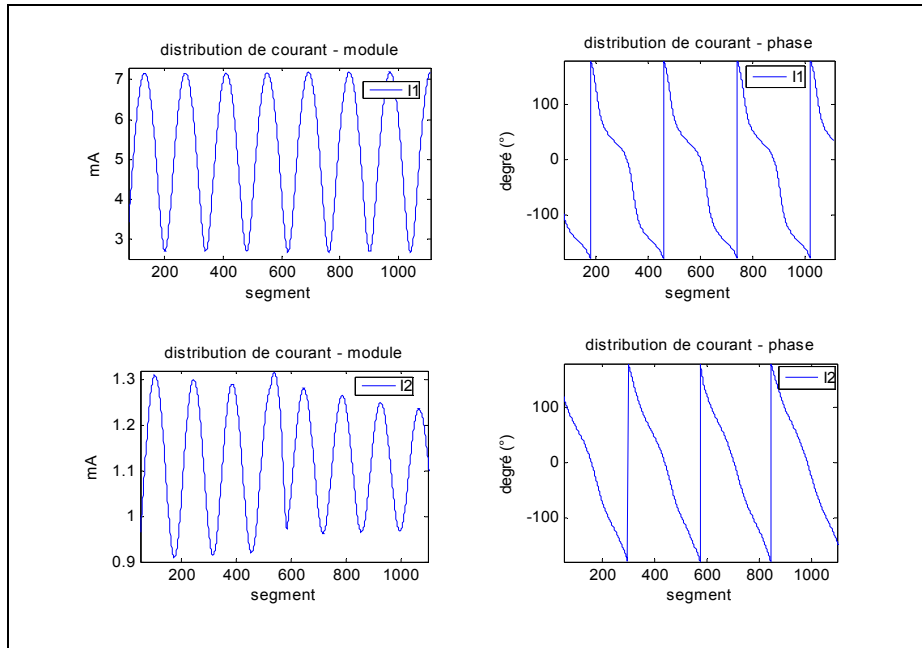 distribution de courant - module
7
6
5
4
3
mA
I1
200 400 600 800 1000
segment
distribution de courant - phase
100
0
-100
degré (°)
I1
200 400 600 800 1000
segment
distribution de courant - module
1.3
1.2
1.1
1
0.9
mA
I2
200 400 600 800 1000
segment
distribution de courant - phase
100
0
-100
degré (°)
I2
200 400 600 800 1000
segment